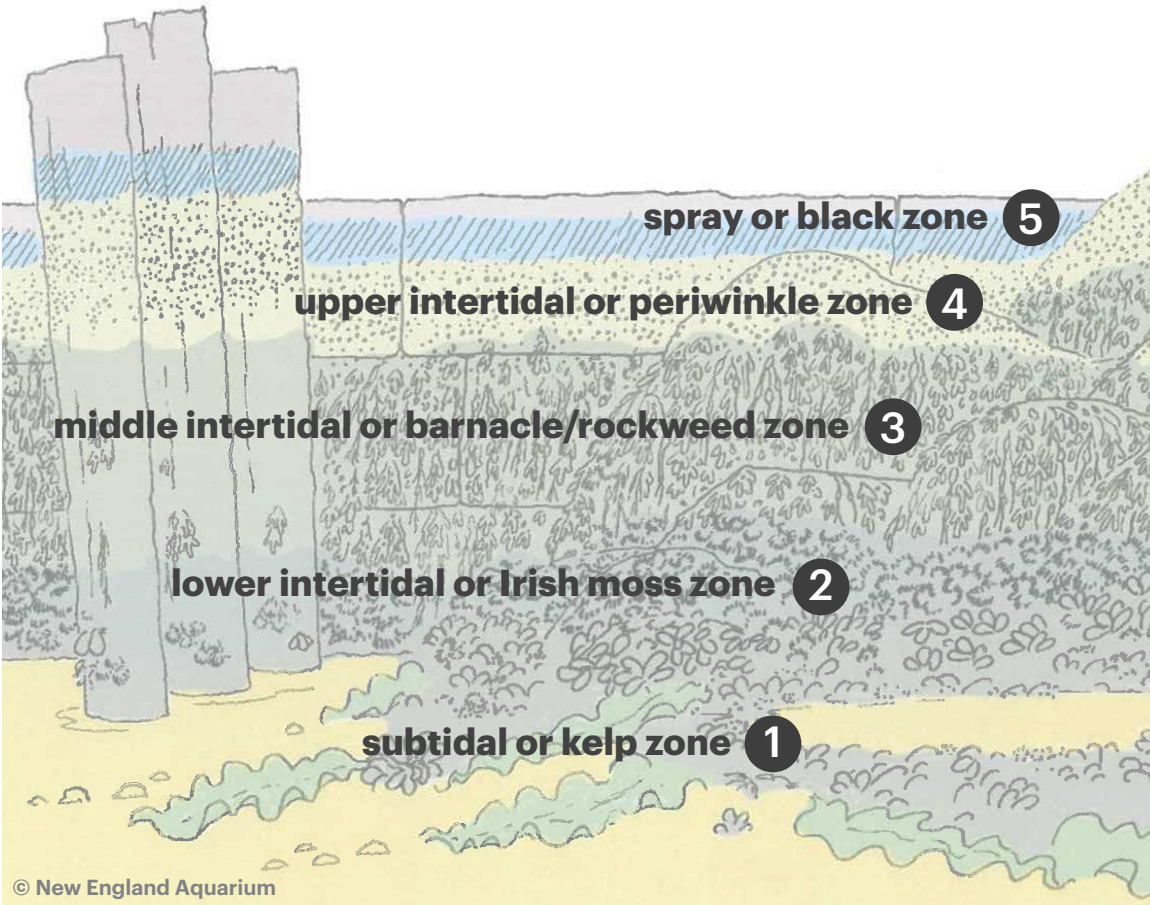 spray or black zone 5
upper intertidal or periwinkle zone 4
middle intertidal or barnacle/rockweed zone 3
lower intertidal or Irish moss zone 2
subtidal or kelp zone 1
© New England Aquarium